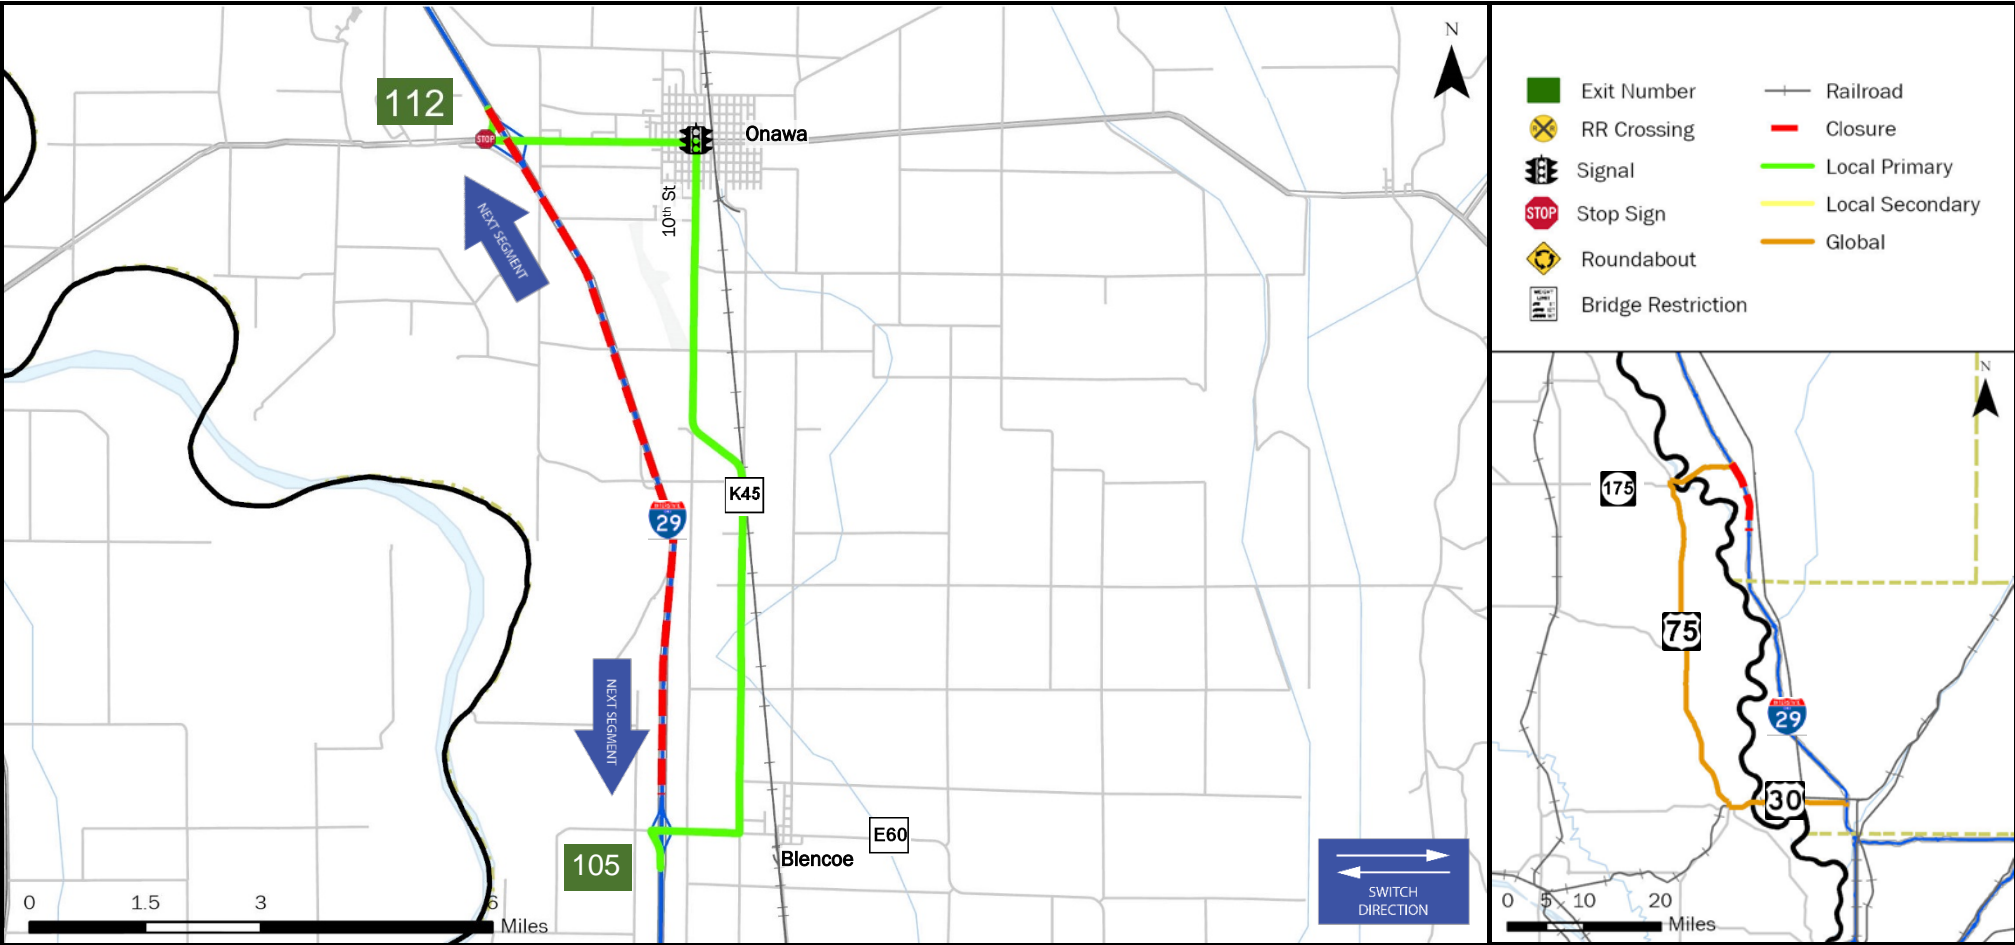 112
STOP
Onawa
10th St
NEXT SEGMENT
K45
29
NEXT SEGMENT
E60
Blencoe
105
0 1.5 3 6
Miles
SWITCH
DIRECTION
N
Exit Number
RR Crossing
Signal
STOP
Stop Sign
Roundabout
WEIGHT
LIMIT
Bridge Restriction
Railroad
Closure
Local Primary
Local Secondary
Global
N
175
75
29
30
0 5 10 20
Miles